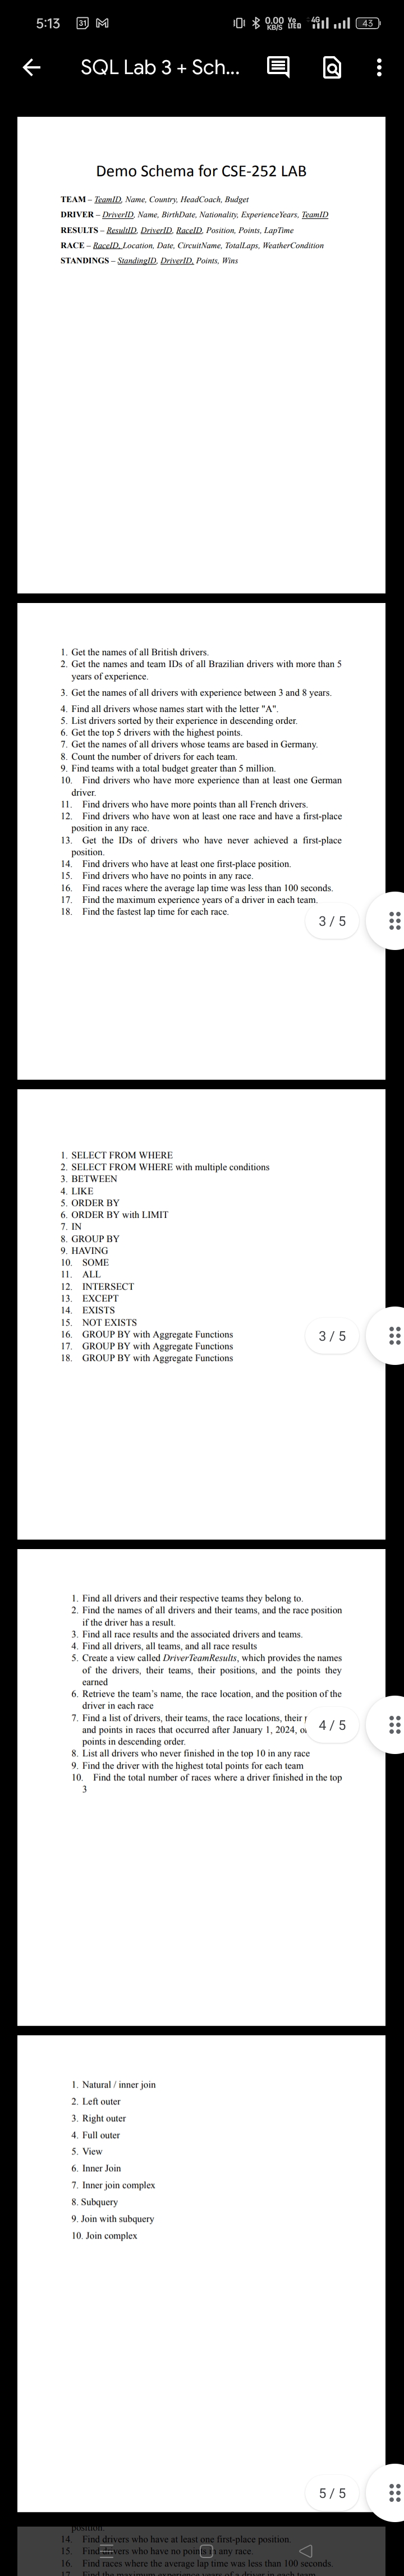 5:13 31 0.00 KB/S Vo LTE 4G 43
SQL Lab 3 + Sch...
Demo Schema for CSE-252 LAB
TEAM – TeamID, Name, Country, HeadCoach, Budget
DRIVER – DriverID, Name, BirthDate, Nationality, ExperienceYears, TeamID
RESULTS – ResultID, DriverID, RaceID, Position, Points, LapTime
RACE – RaceID, Location, Date, CircuitName, TotalLaps, WeatherCondition
STANDINGS – StandingID, DriverID, Points, Wins
1. Get the names of all British drivers.
2. Get the names and team IDs of all Brazilian drivers with more than 5
years of experience.
3. Get the names of all drivers with experience between 3 and 8 years.
4. Find all drivers whose names start with the letter "A".
5. List drivers sorted by their experience in descending order.
6. Get the top 5 drivers with the highest points.
7. Get the names of all drivers whose teams are based in Germany.
8. Count the number of drivers for each team.
9. Find teams with a total budget greater than 5 million.
10. Find drivers who have more experience than at least one German
driver.
11. Find drivers who have more points than all French drivers.
12. Find drivers who have won at least one race and have a first-place
position in any race.
13. Get the IDs of drivers who have never achieved a first-place
position.
14. Find drivers who have at least one first-place position.
15. Find drivers who have no points in any race.
16. Find races where the average lap time was less than 100 seconds.
17. Find the maximum experience years of a driver in each team.
18. Find the fastest lap time for each race.
3 / 5
1. SELECT FROM WHERE
2. SELECT FROM WHERE with multiple conditions
3. BETWEEN
4. LIKE
5. ORDER BY
6. ORDER BY with LIMIT
7. IN
8. GROUP BY
9. HAVING
10. SOME
11. ALL
12. INTERSECT
13. EXCEPT
14. EXISTS
15. NOT EXISTS
16. GROUP BY with Aggregate Functions
17. GROUP BY with Aggregate Functions
18. GROUP BY with Aggregate Functions
3 / 5
1. Find all drivers and their respective teams they belong to.
2. Find the names of all drivers and their teams, and the race position
if the driver has a result.
3. Find all race results and the associated drivers and teams.
4. Find all drivers, all teams, and all race results
5. Create a view called DriverTeamResults, which provides the names
of the drivers, their teams, their positions, and the points they
earned
6. Retrieve the team's name, the race location, and the position of the
driver in each race
7. Find a list of drivers, their teams, the race locations, their
and points in races that occurred after January 1, 2024,
points in descending order.
4 / 5
8. List all drivers who never finished in the top 10 in any race
9. Find the driver with the highest total points for each team
10. Find the total number of races where a driver finished in the top
3
1. Natural / inner join
2. Left outer
3. Right outer
4. Full outer
5. View
6. Inner Join
7. Inner join complex
8. Subquery
9. Join with subquery
10. Join complex
5 / 5
position.
14. Find drivers who have at least one first-place position.
15. Find drivers who have no points in any race.
16. Find races where the average lap time was less than 100 seconds.
17. Find the maximum experience years of a driver in each team.